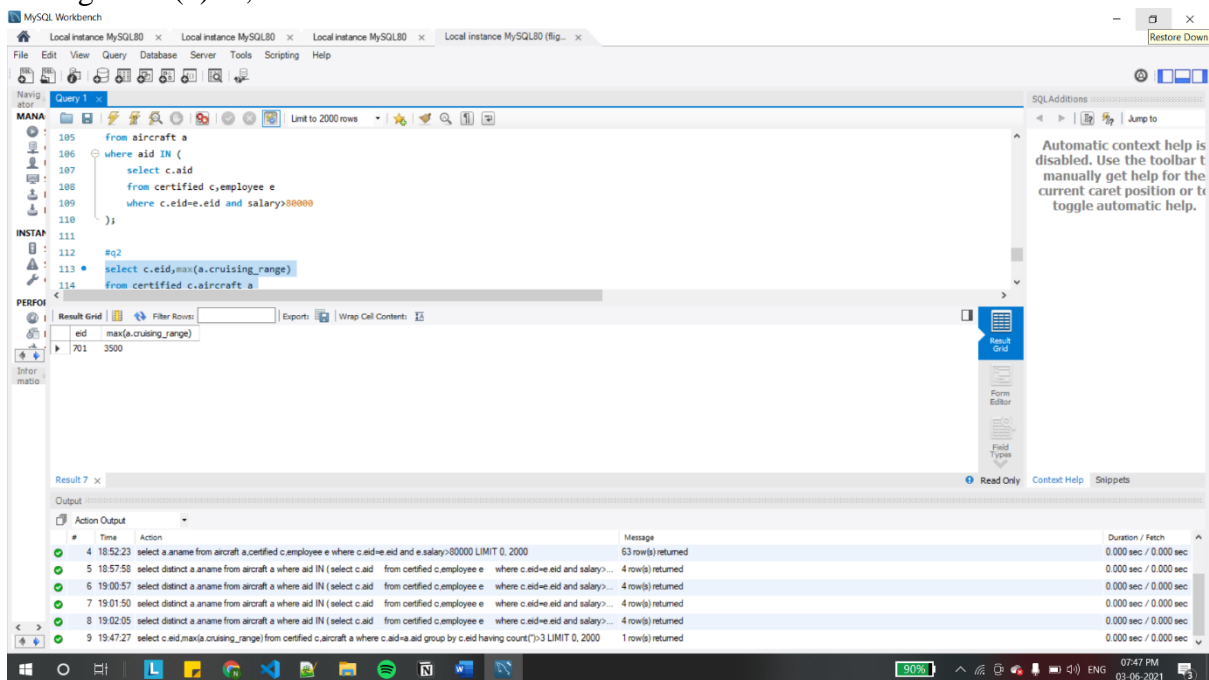 MySQL Workbench
Local instance MySQL80 × Local instance MySQL80 × Local instance MySQL80 × Local instance MySQL80 (flig... ×
Restore Down
File Edit View Query Database Server Tools Scripting Help
Navig
ator
Query 1 ×
SQLAdditions
MANA
Limit to 2000 rows
Jump to
105 from aircraft a
106 where aid IN (
107 select c.aid
108 from certified c,employee e
109 where c.eid=e.eid and salary>80000
110 );
111
112 #q2
113 select c.eid,max(a.cruising_range)
114 from certified c,aircraft a
Automatic context help is
disabled. Use the toolbar t
manually get help for the
current caret position or to
toggle automatic help.
INSTAN
PERFOR
Result Grid Filter Rows: Export: Wrap Cell Content:
eid max(a.cruising_range)
701 3500
Infor
matio
Result
Grid
Form
Editor
Field
Types
Result 7 ×
Read Only
Context Help Snippets
Output
Action Output
# Time Action Message Duration / Fetch
4 18:52:23 select a.aname from aircraft a,certified c,employee e where c.eid=e.eid and e.salary>80000 LIMIT 0, 2000 63 row(s) returned 0.000 sec / 0.000 sec
5 18:57:58 select distinct a.aname from aircraft a where aid IN ( select c.aid from certified c,employee e where c.eid=e.eid and salary>... 4 row(s) returned 0.000 sec / 0.000 sec
6 19:00:57 select distinct a.aname from aircraft a where aid IN ( select c.aid from certified c,employee e where c.eid=e.eid and salary>... 4 row(s) returned 0.000 sec / 0.000 sec
7 19:01:50 select distinct a.aname from aircraft a where aid IN ( select c.aid from certified c,employee e where c.eid=e.eid and salary>... 4 row(s) returned 0.000 sec / 0.000 sec
8 19:02:05 select distinct a.aname from aircraft a where aid IN ( select c.aid from certified c,employee e where c.eid=e.eid and salary>... 4 row(s) returned 0.000 sec / 0.000 sec
9 19:47:27 select c.eid,max(a.cruising_range) from certified c,aircraft a where c.aid=a.aid group by c.eid having count(*)>3 LIMIT 0, 2000 1 row(s) returned 0.000 sec / 0.000 sec
90%
ENG
07:47 PM
03-06-2021